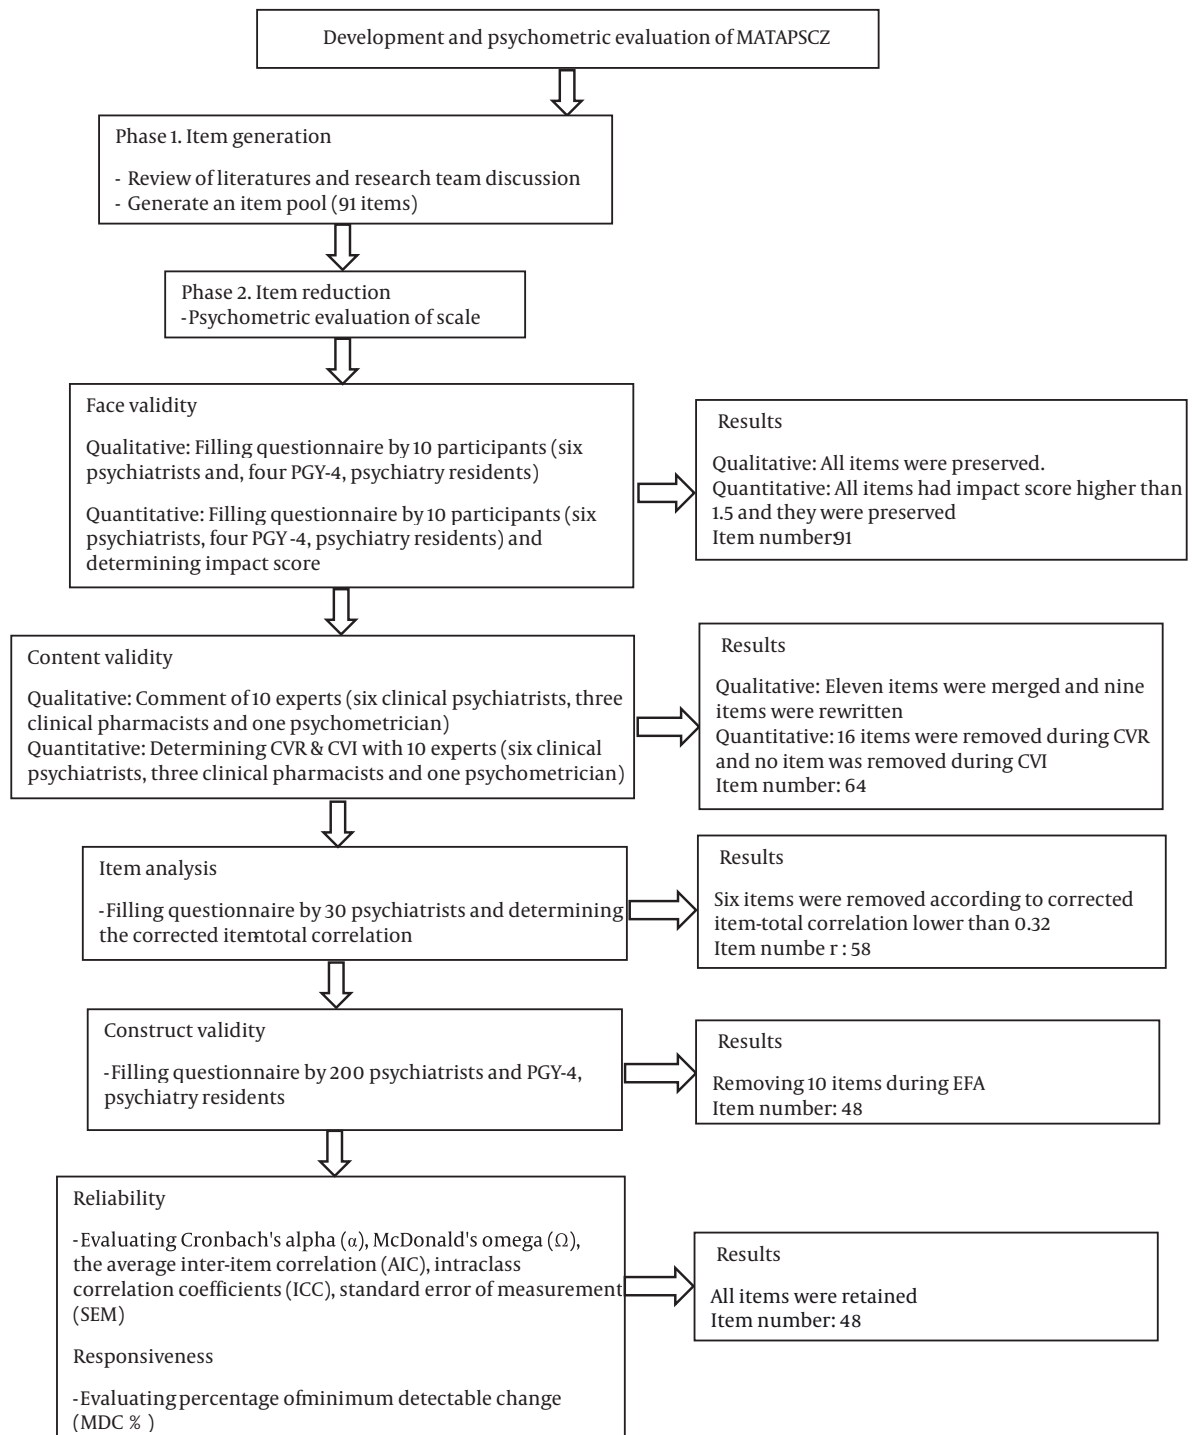 Development and psychometric evaluation of MATAPSCZ
Phase 1. Item generation
- Review of literatures and research team discussion
- Generate an item pool (91 items)
Phase 2. Item reduction
-Psychometric evaluation of scale
Face validity
Qualitative: Filling questionnaire by 10 participants (six
psychiatrists and, four PGY-4, psychiatry residents)
Quantitative: Filling questionnaire by 10 participants (six
psychiatrists, four PGY-4, psychiatry residents) and
determining impact score
Results
Qualitative: All items were preserved.
Quantitative: All items had impact score higher than
1.5 and they were preserved
Item number:91
Content validity
Qualitative: Comment of 10 experts (six clinical psychiatrists, three
clinical pharmacists and one psychometrician)
Quantitative: Determining CVR & CVI with 10 experts (six clinical
psychiatrists, three clinical pharmacists and one psychometrician)
Results
Qualitative: Eleven items were merged and nine
items were rewritten
Quantitative: 16 items were removed during CVR
and no item was removed during CVI
Item number: 64
Item analysis
-Filling questionnaire by 30 psychiatrists and determining
the corrected item-total correlation
Results
Six items were removed according to corrected
item-total correlation lower than 0.32
Item numbe r : 58
Construct validity
-Filling questionnaire by 200 psychiatrists and PGY-4,
psychiatry residents
Results
Removing 10 items during EFA
Item number: 48
Reliability
-Evaluating Cronbach's alpha (α), McDonald's omega (Ω),
the average inter-item correlation (AIC), intraclass
correlation coefficients (ICC), standard error of measurement
(SEM)
Responsiveness
-Evaluating percentage ofminimum detectable change
(MDC % )
Results
All items were retained
Item number: 48